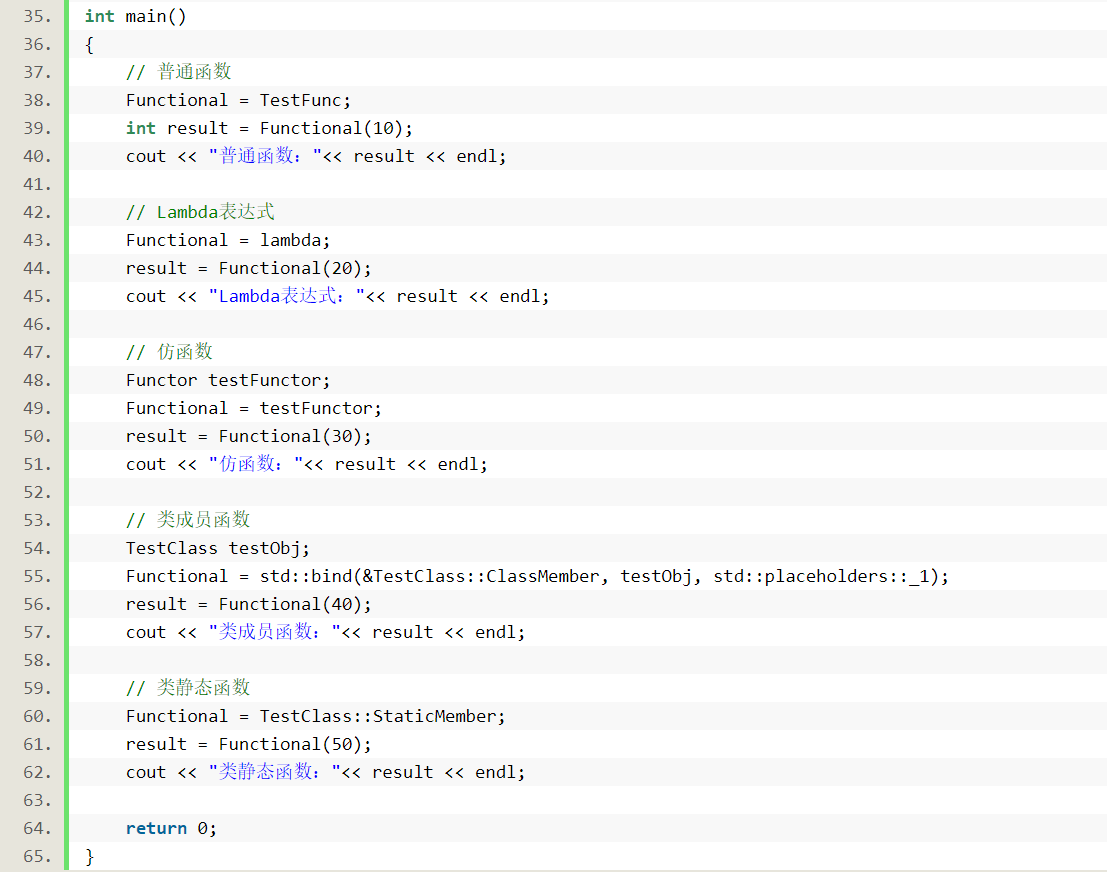 35. int main()
36. {
37.     // 普通函数
38.     Functional = TestFunc;
39.     int result = Functional(10);
40.     cout << "普通函数："<< result << endl;
41.
42.     // Lambda表达式
43.     Functional = lambda;
44.     result = Functional(20);
45.     cout << "Lambda表达式："<< result << endl;
46.
47.     // 仿函数
48.     Functor testFunctor;
49.     Functional = testFunctor;
50.     result = Functional(30);
51.     cout << "仿函数："<< result << endl;
52.
53.     // 类成员函数
54.     TestClass testObj;
55.     Functional = std::bind(&TestClass::ClassMember, testObj, std::placeholders::_1);
56.     result = Functional(40);
57.     cout << "类成员函数："<< result << endl;
58.
59.     // 类静态函数
60.     Functional = TestClass::StaticMember;
61.     result = Functional(50);
62.     cout << "类静态函数："<< result << endl;
63.
64.     return 0;
65. }